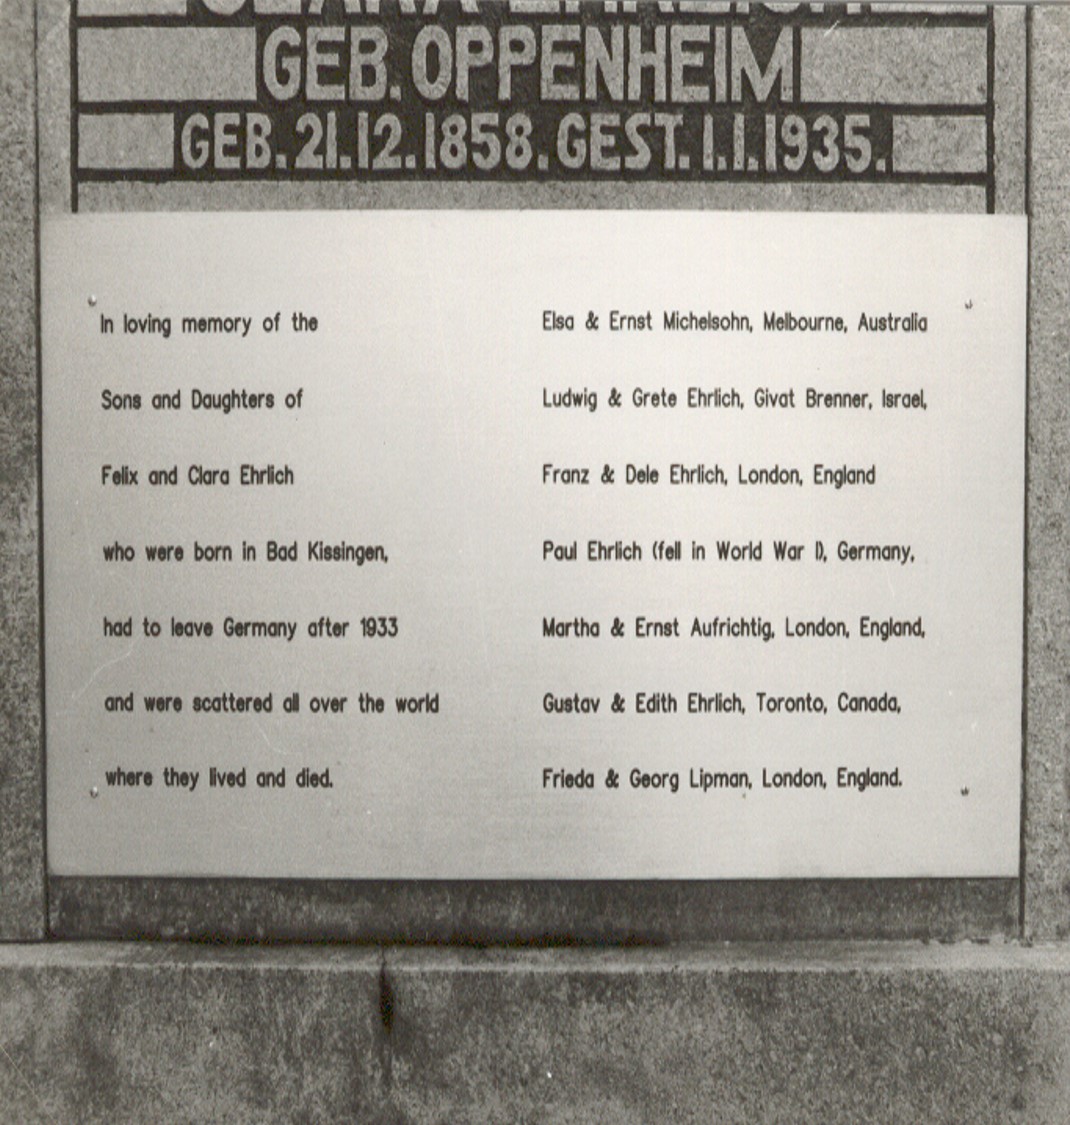 CLARA EHRLICH
GEB. OPPENHEIM
GEB. 21.12.1858. GEST. 1.1.1935.
In loving memory of the
Sons and Daughters of
Felix and Clara Ehrlich
who were born in Bad Kissingen,
had to leave Germany after 1933
and were scattered all over the world
where they lived and died.
Elsa & Ernst Michelsohn, Melbourne, Australia
Ludwig & Grete Ehrlich, Givat Brenner, Israel,
Franz & Dele Ehrlich, London, England
Paul Ehrlich (fell in World War I), Germany,
Martha & Ernst Aufrichtig, London, England,
Gustav & Edith Ehrlich, Toronto, Canada,
Frieda & Georg Lipman, London, England.